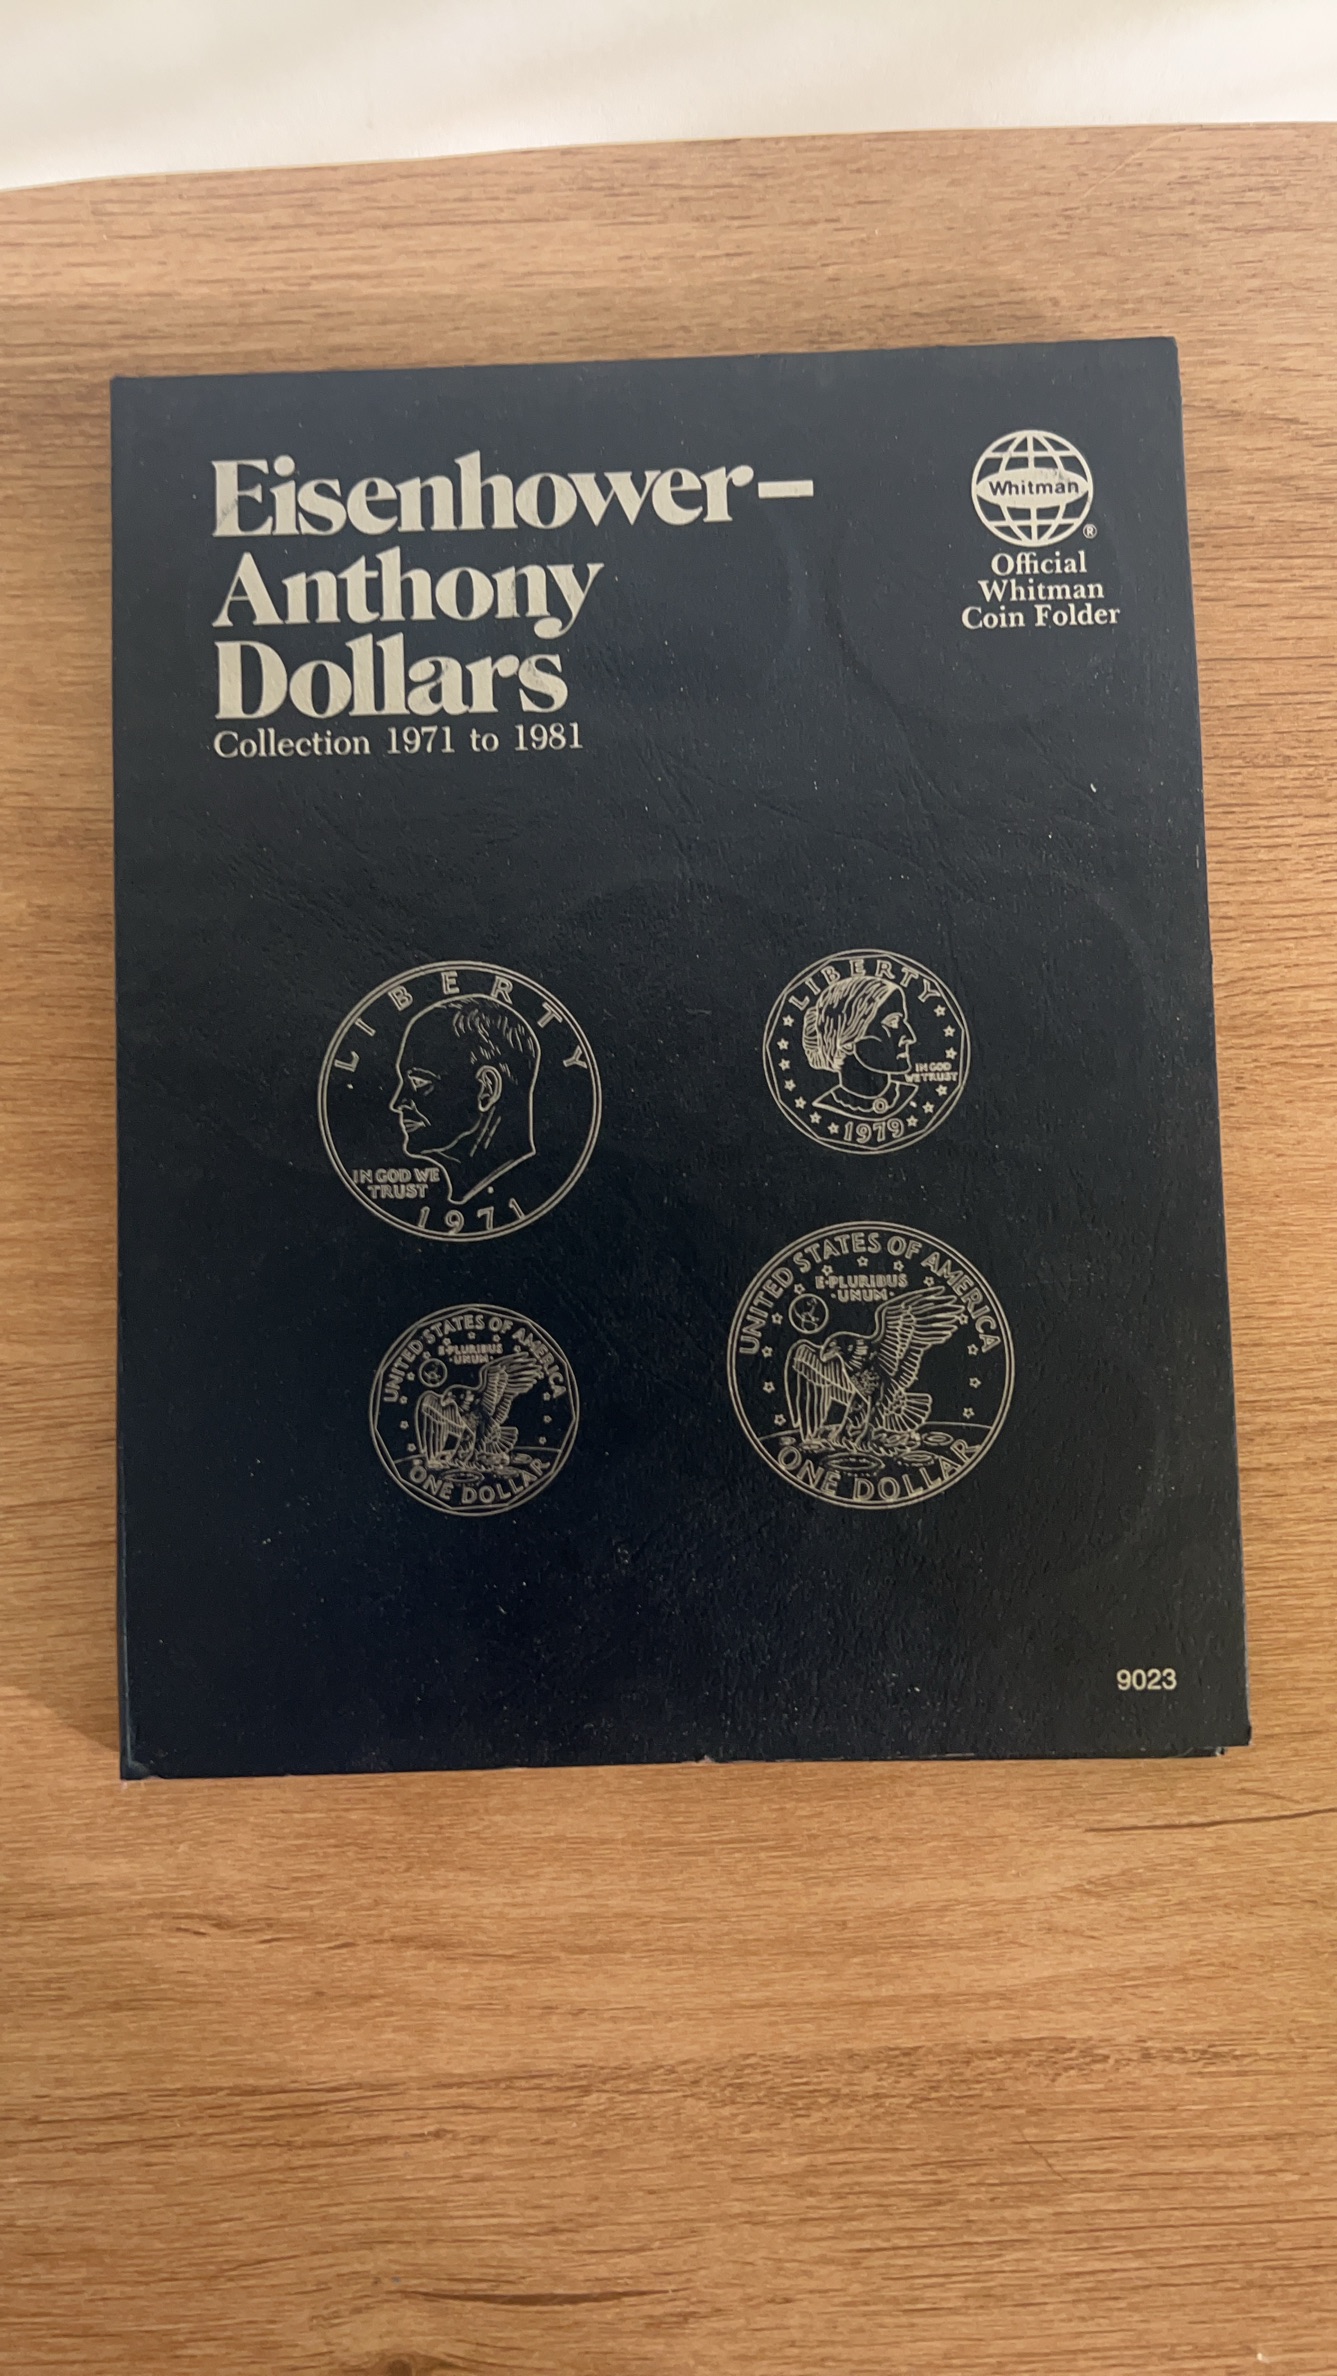 Eisenhower–
Anthony
Dollars
Collection 1971 to 1981
Whitman
®
Official
Whitman
Coin Folder
LIBERTY
IN GOD WE
TRUST
1971
LIBERTY
IN GOD
WE TRUST
1979
UNITED STATES OF AMERICA
E·PLURIBUS
·UNUM·
ONE DOLLAR
UNITED STATES OF AMERICA
E·PLURIBUS
·UNUM·
ONE DOLLAR
9023